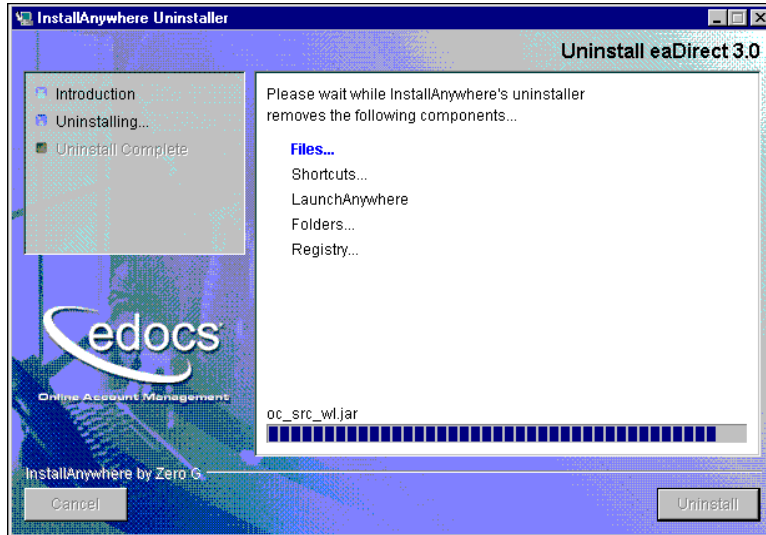 InstallAnywhere Uninstaller
Uninstall eaDirect 3.0
Introduction
Uninstalling...
Uninstall Complete
Please wait while InstallAnywhere's uninstaller
removes the following components...
Files...
Shortcuts...
LaunchAnywhere
Folders...
Registry...
edocs
Online Account Management
oc_src_wl.jar
InstallAnywhere by Zero G
Cancel
Uninstall